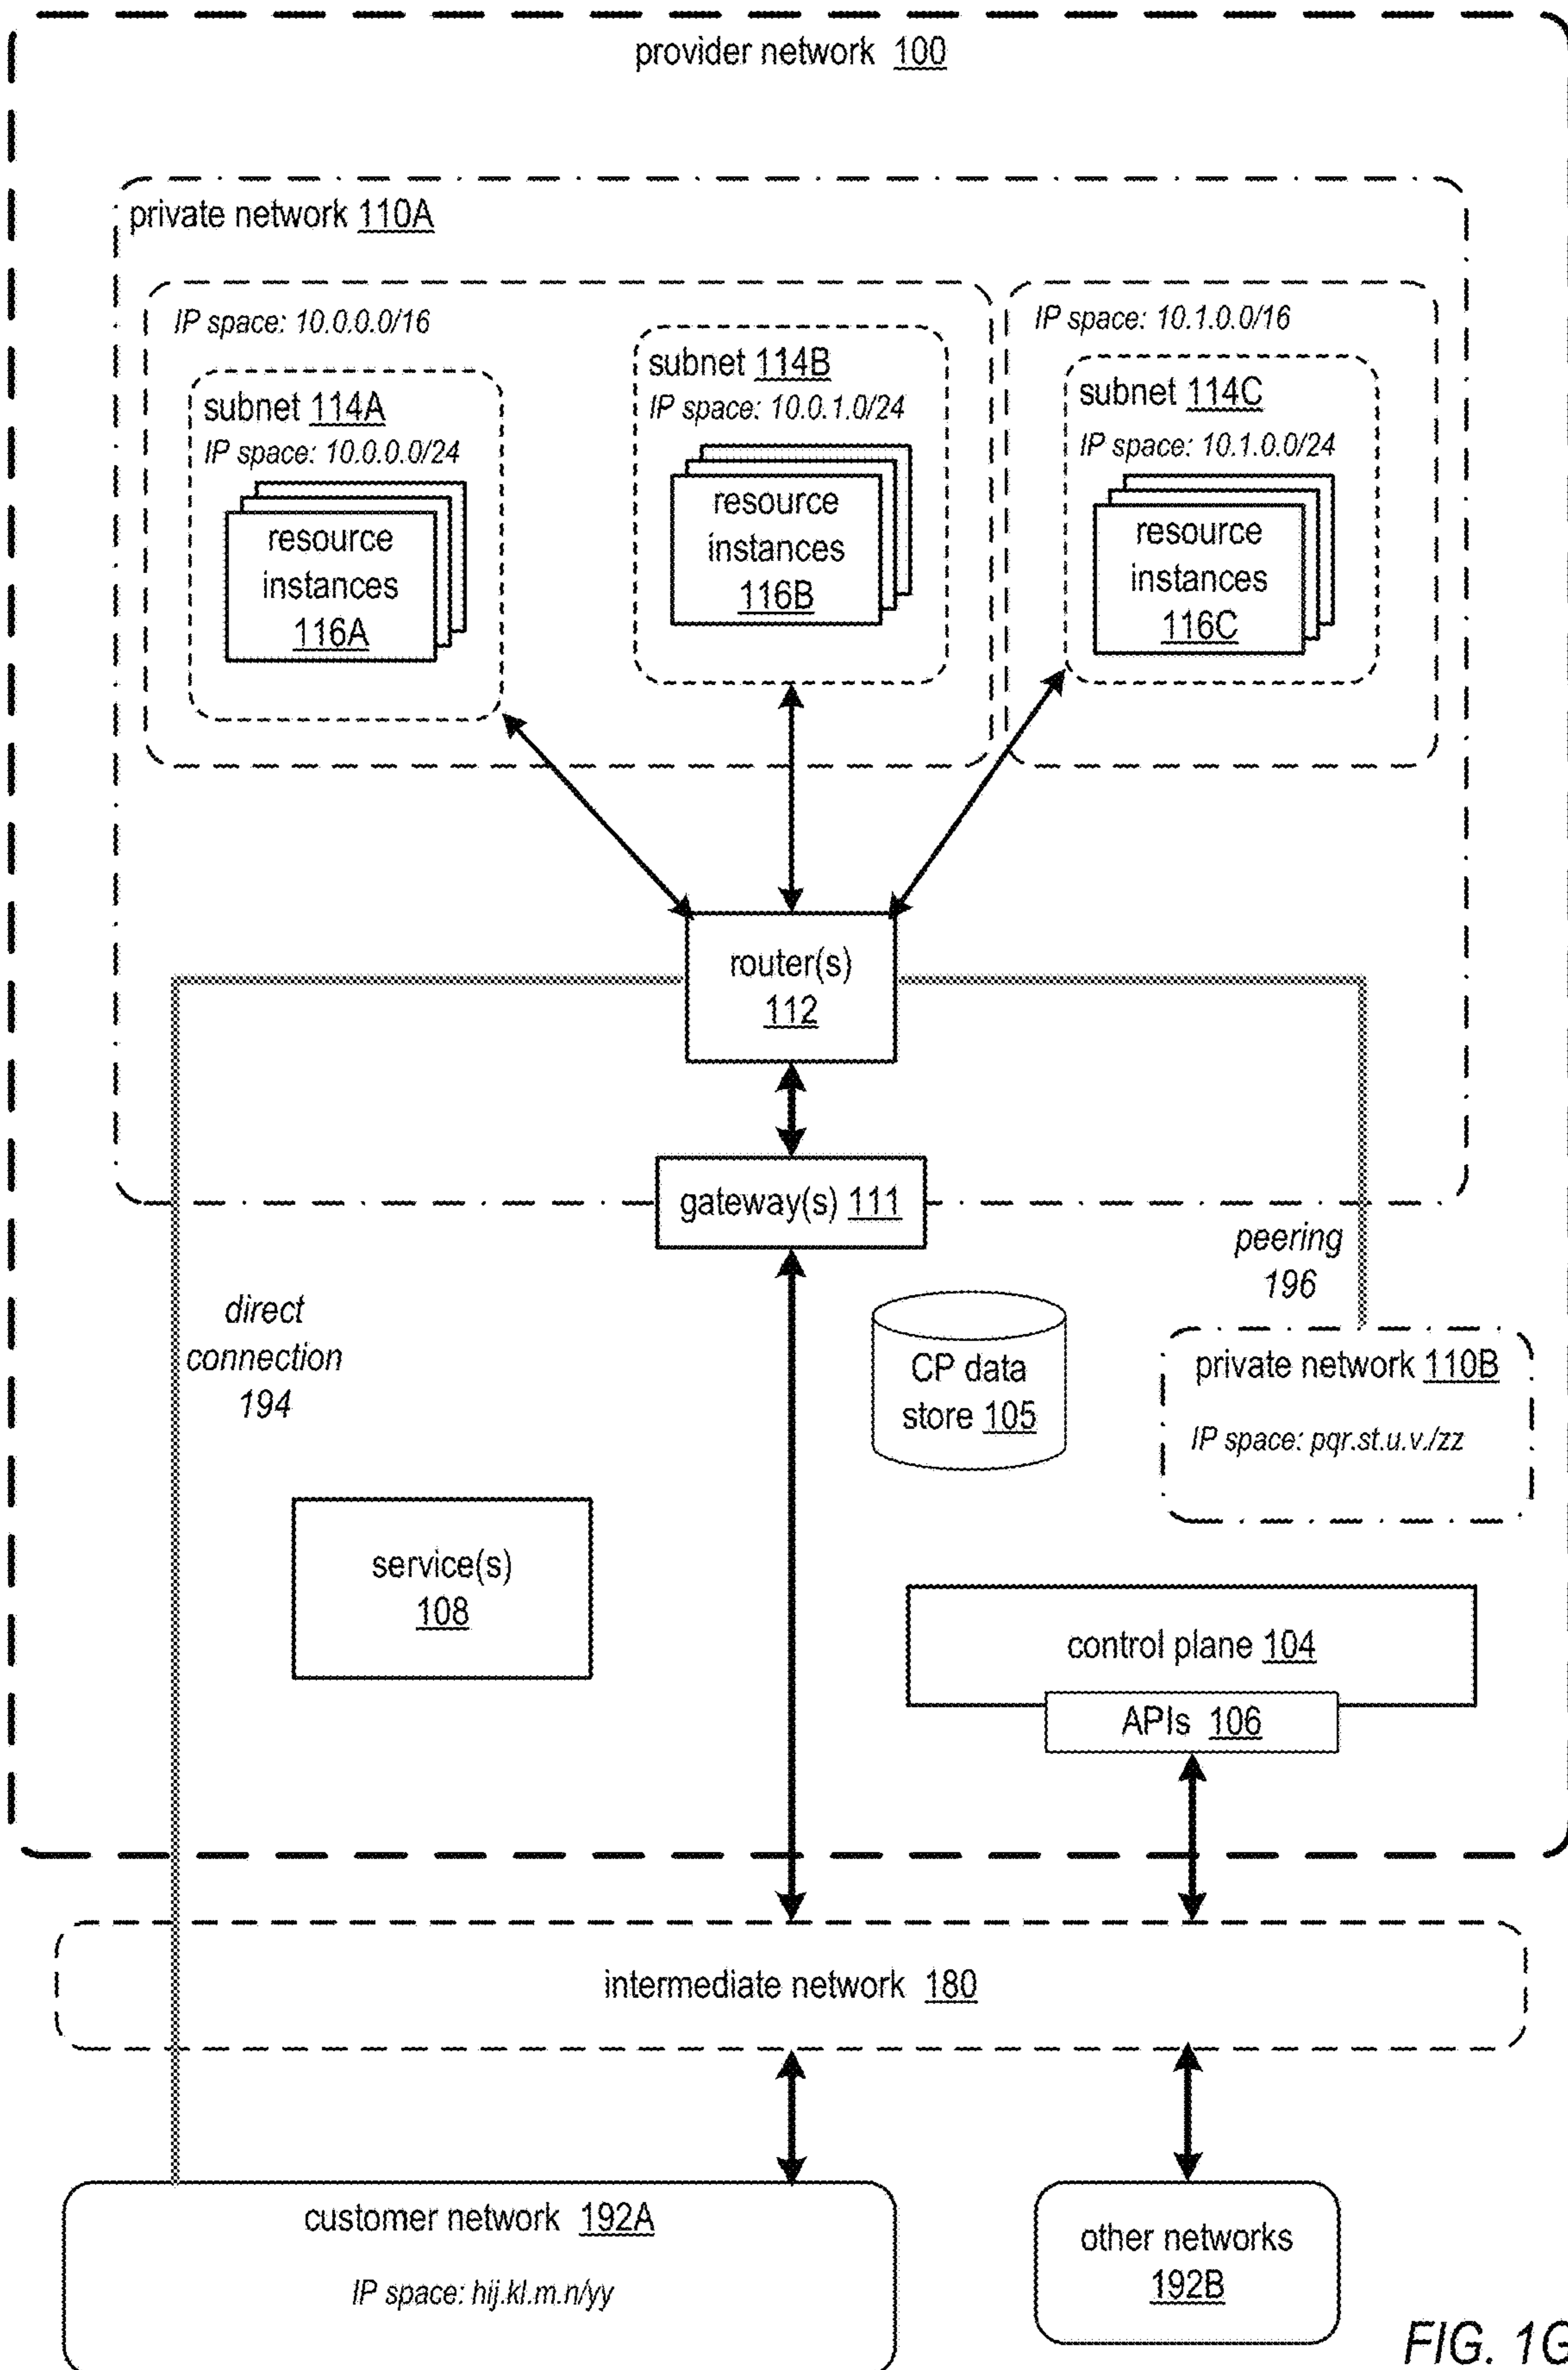 provider network 100
private network 110A
IP space: 10.0.0.0/16
subnet 114A
IP space: 10.0.0.0/24
resource
instances
116A
subnet 114B
IP space: 10.0.1.0/24
resource
instances
116B
IP space: 10.1.0.0/16
subnet 114C
IP space: 10.1.0.0/24
resource
instances
116C
router(s)
112
gateway(s) 111
direct
connection
194
peering
196
CP data
store 105
private network 110B
IP space: pqr.st.u.v./zz
service(s)
108
control plane 104
APIs 106
intermediate network 180
customer network 192A
IP space: hij.kl.m.n/yy
other networks
192B
FIG. 1G